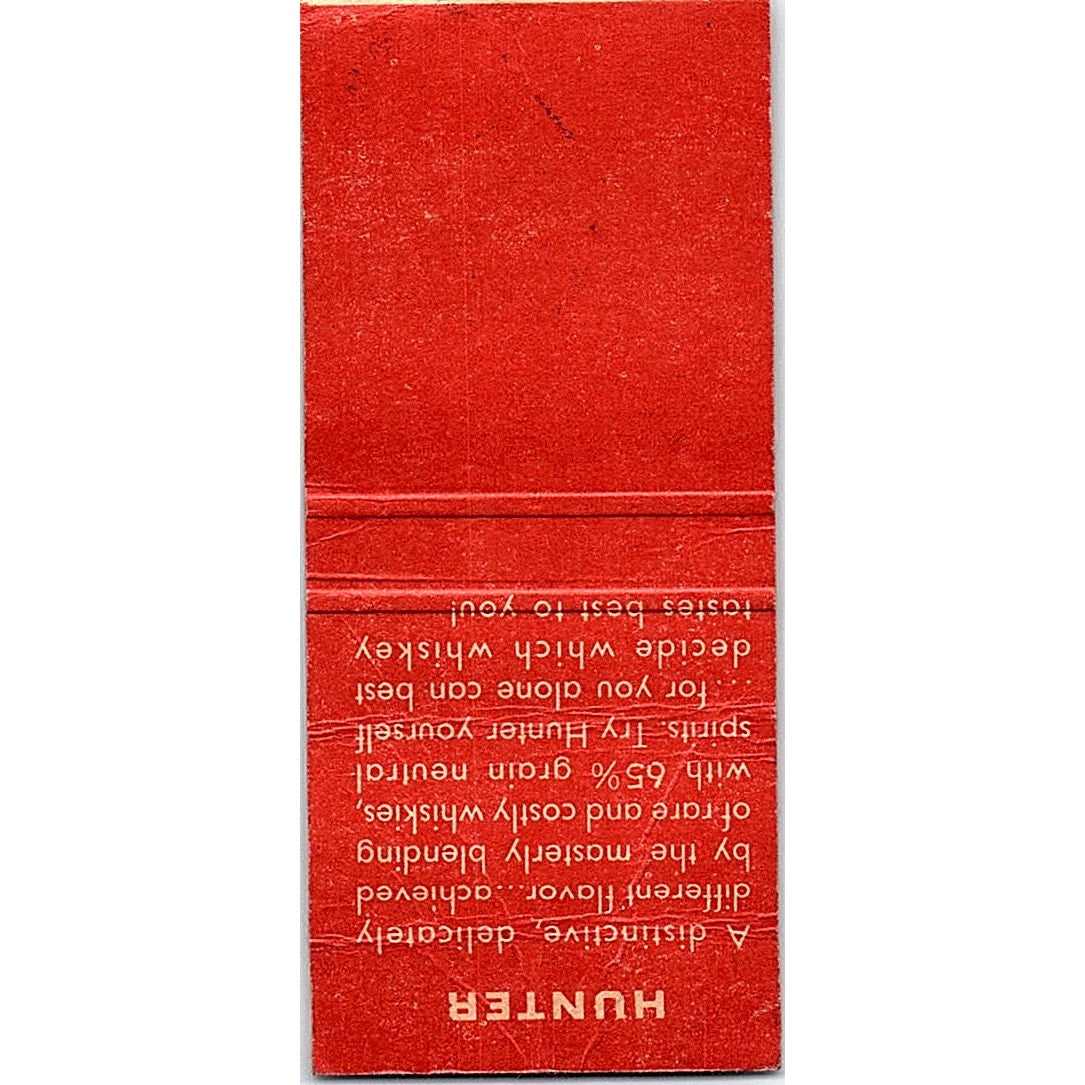 HUNTER
A distinctive, delicately
different flavor...achieved
by the masterly blending
of rare and costly whiskies,
with 65% grain neutral
spirits. Try Hunter yourself
...for you alone can best
decide which whiskey
tastes best to you!